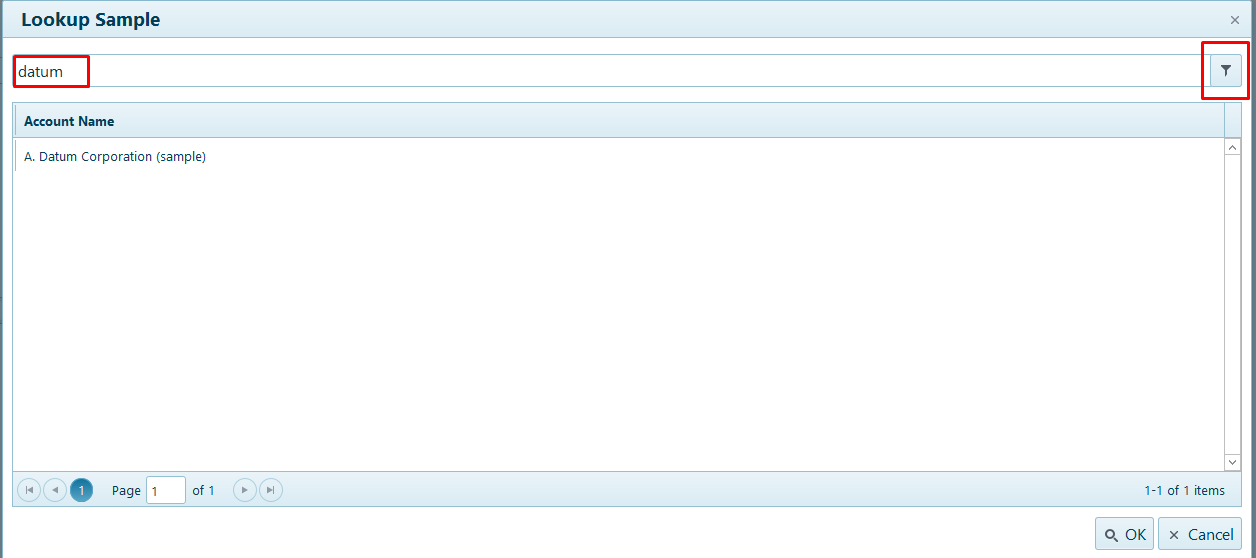 Lookup Sample
datum
Account Name
A. Datum Corporation (sample)
1 Page 1 of 1 1-1 of 1 items
OK Cancel